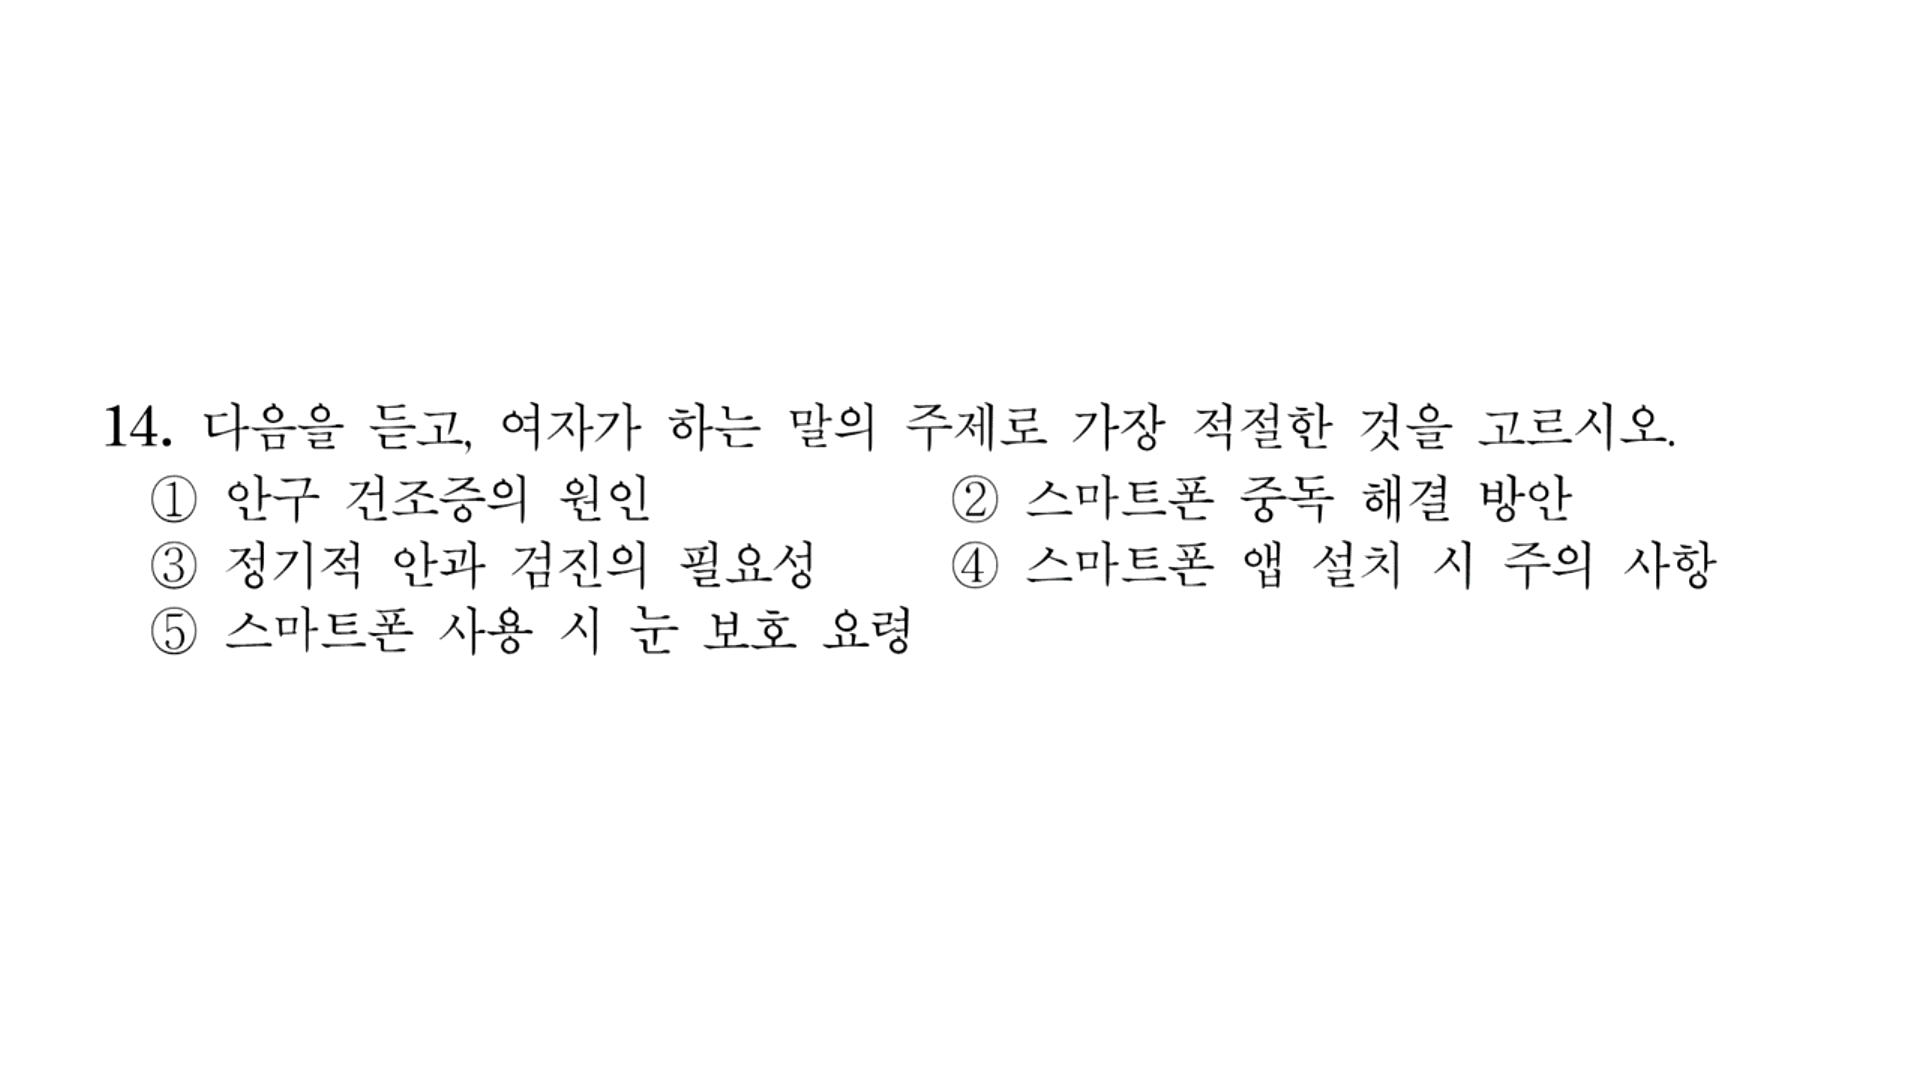 14. 다음을 듣고, 여자가 하는 말의 주제로 가장 적절한 것을 고르시오.
① 안구 건조증의 원인 ② 스마트폰 중독 해결 방안
③ 정기적 안과 검진의 필요성 ④ 스마트폰 앱 설치 시 주의 사항
⑤ 스마트폰 사용 시 눈 보호 요령